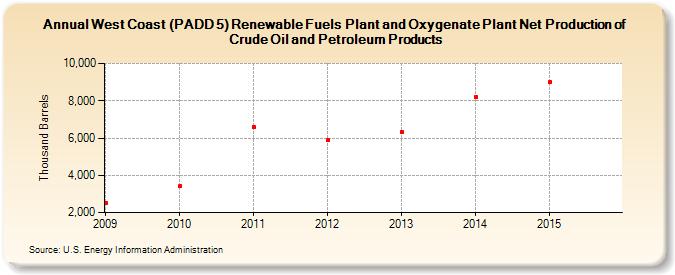 Annual West Coast (PADD 5) Renewable Fuels Plant and Oxygenate Plant Net Production of
Crude Oil and Petroleum Products
Thousand Barrels
10,000
8,000
6,000
4,000
2,000
2009 2010 2011 2012 2013 2014 2015
Source: U.S. Energy Information Administration